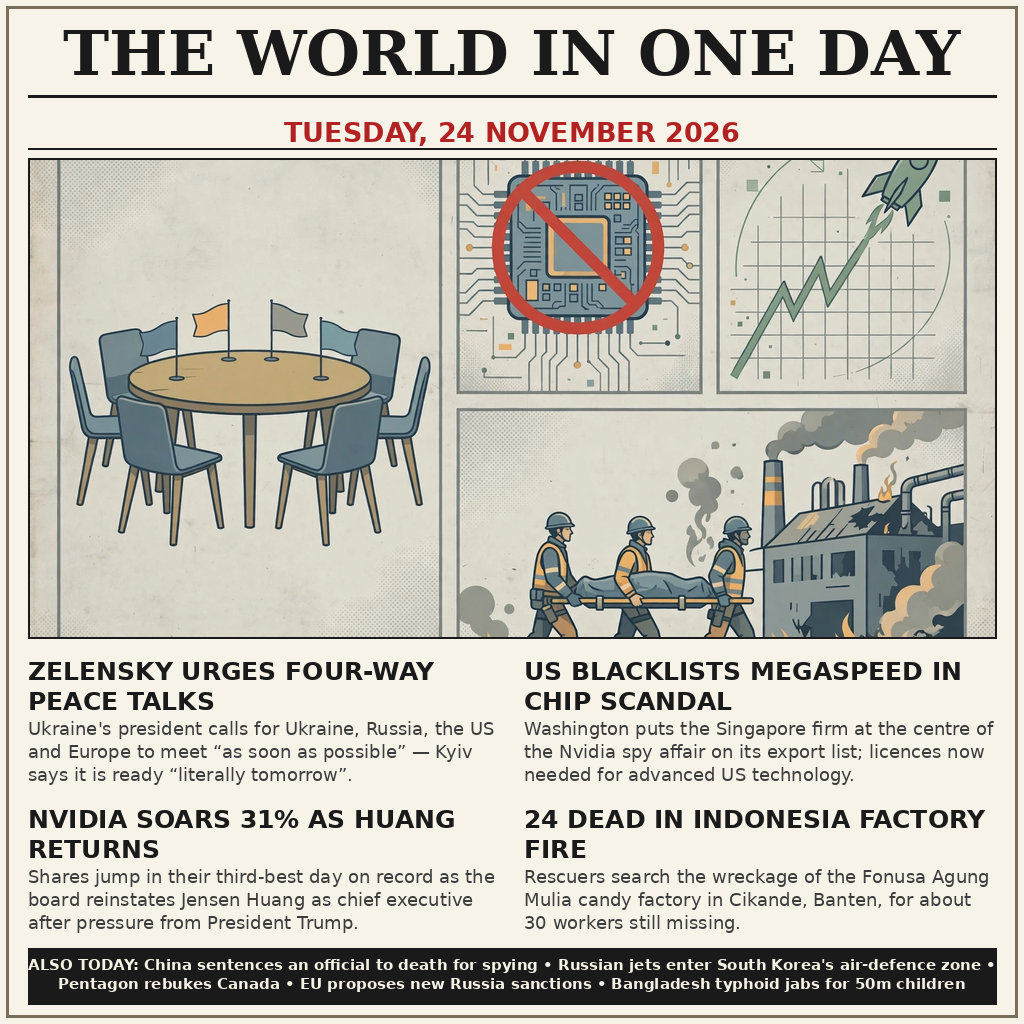 THE WORLD IN ONE DAY
TUESDAY, 24 NOVEMBER 2026
ZELENSKY URGES FOUR-WAY
PEACE TALKS
Ukraine's president calls for Ukraine, Russia, the US
and Europe to meet “as soon as possible” — Kyiv
says it is ready “literally tomorrow”.
US BLACKLISTS MEGASPEED IN
CHIP SCANDAL
Washington puts the Singapore firm at the centre of
the Nvidia spy affair on its export list; licences now
needed for advanced US technology.
NVIDIA SOARS 31% AS HUANG
RETURNS
Shares jump in their third-best day on record as the
board reinstates Jensen Huang as chief executive
after pressure from President Trump.
24 DEAD IN INDONESIA FACTORY
FIRE
Rescuers search the wreckage of the Fonusa Agung
Mulia candy factory in Cikande, Banten, for about
30 workers still missing.
ALSO TODAY: China sentences an official to death for spying • Russian jets enter South Korea's air-defence zone •
Pentagon rebukes Canada • EU proposes new Russia sanctions • Bangladesh typhoid jabs for 50m children